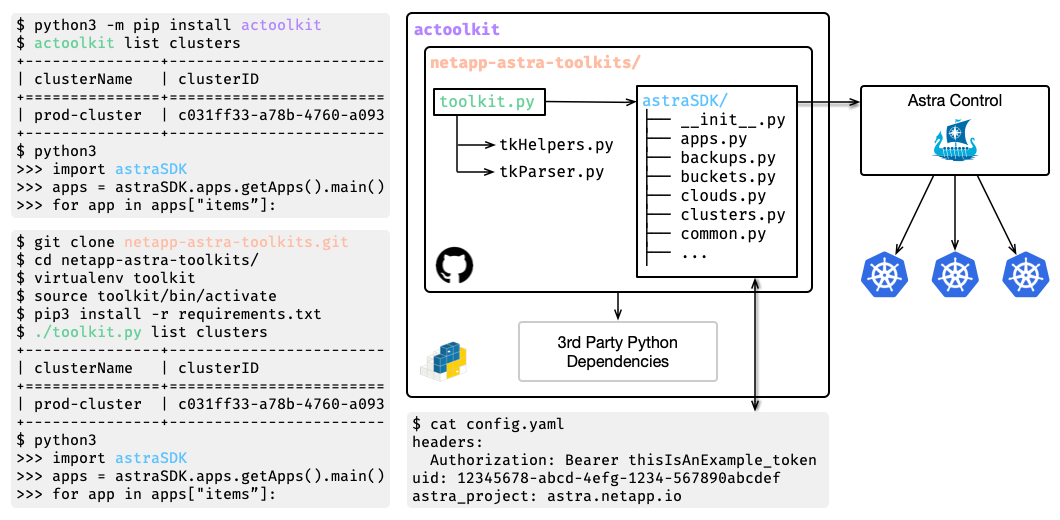 $ python3 -m pip install actoolkit
$ actoolkit list clusters
+---------------+------------------------
| clusterName   | clusterID
+===============+========================
| prod-cluster  | c031ff33-a78b-4760-a093
+---------------+------------------------
$ python3
>>> import astraSDK
>>> apps = astraSDK.apps.getApps().main()
>>> for app in apps["items”]:
$ git clone netapp-astra-toolkits.git
$ cd netapp-astra-toolkits/
$ virtualenv toolkit
$ source toolkit/bin/activate
$ pip3 install -r requirements.txt
$ ./toolkit.py list clusters
+---------------+------------------------
| clusterName   | clusterID
+===============+========================
| prod-cluster  | c031ff33-a78b-4760-a093
+---------------+------------------------
$ python3
>>> import astraSDK
>>> apps = astraSDK.apps.getApps().main()
>>> for app in apps["items”]:
actoolkit
netapp-astra-toolkits/
toolkit.py
tkHelpers.py
tkParser.py
astraSDK/
├── __init__.py
├── apps.py
├── backups.py
├── buckets.py
├── clouds.py
├── clusters.py
├── common.py
├── ...
3rd Party Python
Dependencies
$ cat config.yaml
headers:
  Authorization: Bearer thisIsAnExample_token
uid: 12345678-abcd-4efg-1234-567890abcdef
astra_project: astra.netapp.io
Astra Control